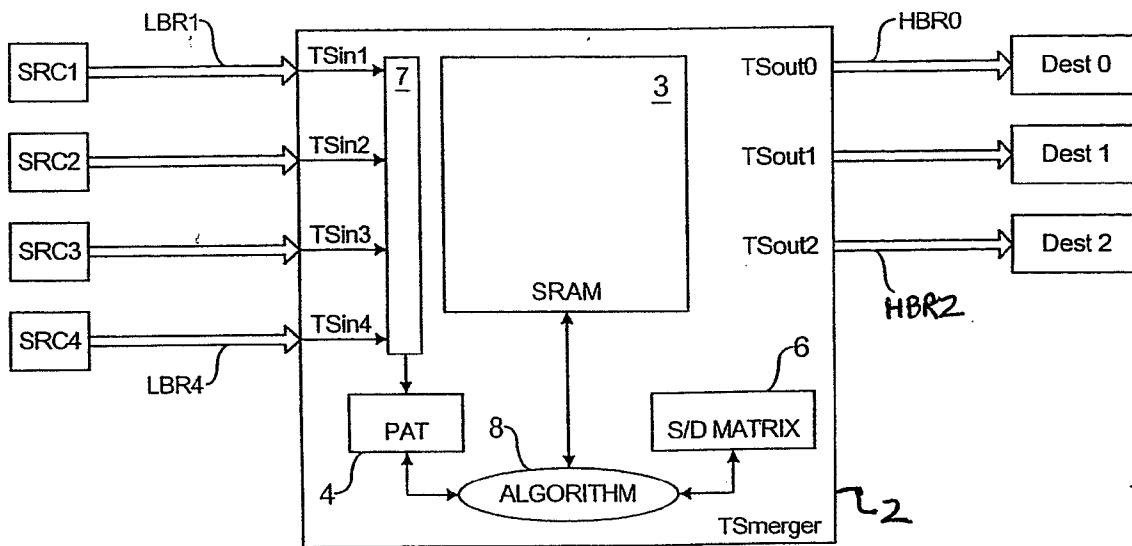 LBR1
HBR0
SRC1
TSin1
7
3
TSout0
Dest 0
SRC2
TSin2
TSout1
Dest 1
SRC3
TSin3
TSout2
Dest 2
SRAM
HBR2
SRC4
TSin4
LBR4
6
PAT
S/D MATRIX
8
4
ALGORITHM
2
TSmerger